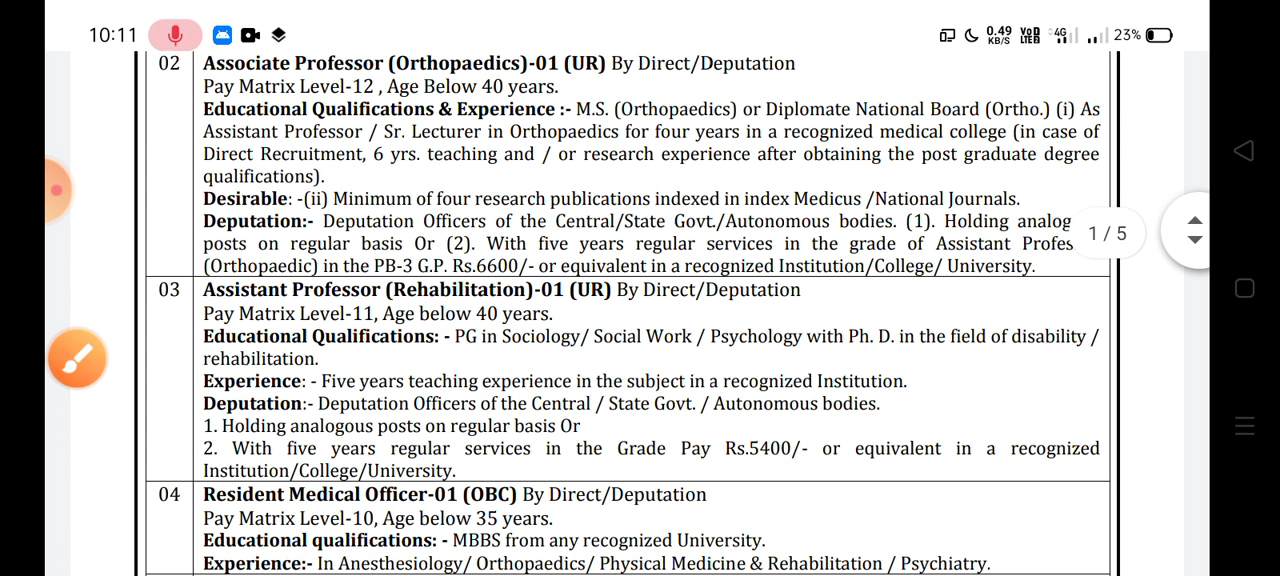 10:11
0.49 KB/S VoD LTE2 4G 23%
02 Associate Professor (Orthopaedics)-01 (UR) By Direct/Deputation
Pay Matrix Level-12 , Age Below 40 years.
Educational Qualifications & Experience :- M.S. (Orthopaedics) or Diplomate National Board (Ortho.) (i) As
Assistant Professor / Sr. Lecturer in Orthopaedics for four years in a recognized medical college (in case of
Direct Recruitment, 6 yrs. teaching and / or research experience after obtaining the post graduate degree
qualifications).
Desirable: -(ii) Minimum of four research publications indexed in index Medicus /National Journals.
Deputation:- Deputation Officers of the Central/State Govt./Autonomous bodies. (1). Holding analog
posts on regular basis Or (2). With five years regular services in the grade of Assistant Profes
(Orthopaedic) in the PB-3 G.P. Rs.6600/- or equivalent in a recognized Institution/College/ University.
1 / 5
03 Assistant Professor (Rehabilitation)-01 (UR) By Direct/Deputation
Pay Matrix Level-11, Age below 40 years.
Educational Qualifications: - PG in Sociology/ Social Work / Psychology with Ph. D. in the field of disability /
rehabilitation.
Experience: - Five years teaching experience in the subject in a recognized Institution.
Deputation:- Deputation Officers of the Central / State Govt. / Autonomous bodies.
1. Holding analogous posts on regular basis Or
2. With five years regular services in the Grade Pay Rs.5400/- or equivalent in a recognized
Institution/College/University.
04 Resident Medical Officer-01 (OBC) By Direct/Deputation
Pay Matrix Level-10, Age below 35 years.
Educational qualifications: - MBBS from any recognized University.
Experience:- In Anesthesiology/ Orthopaedics/ Physical Medicine & Rehabilitation / Psychiatry.